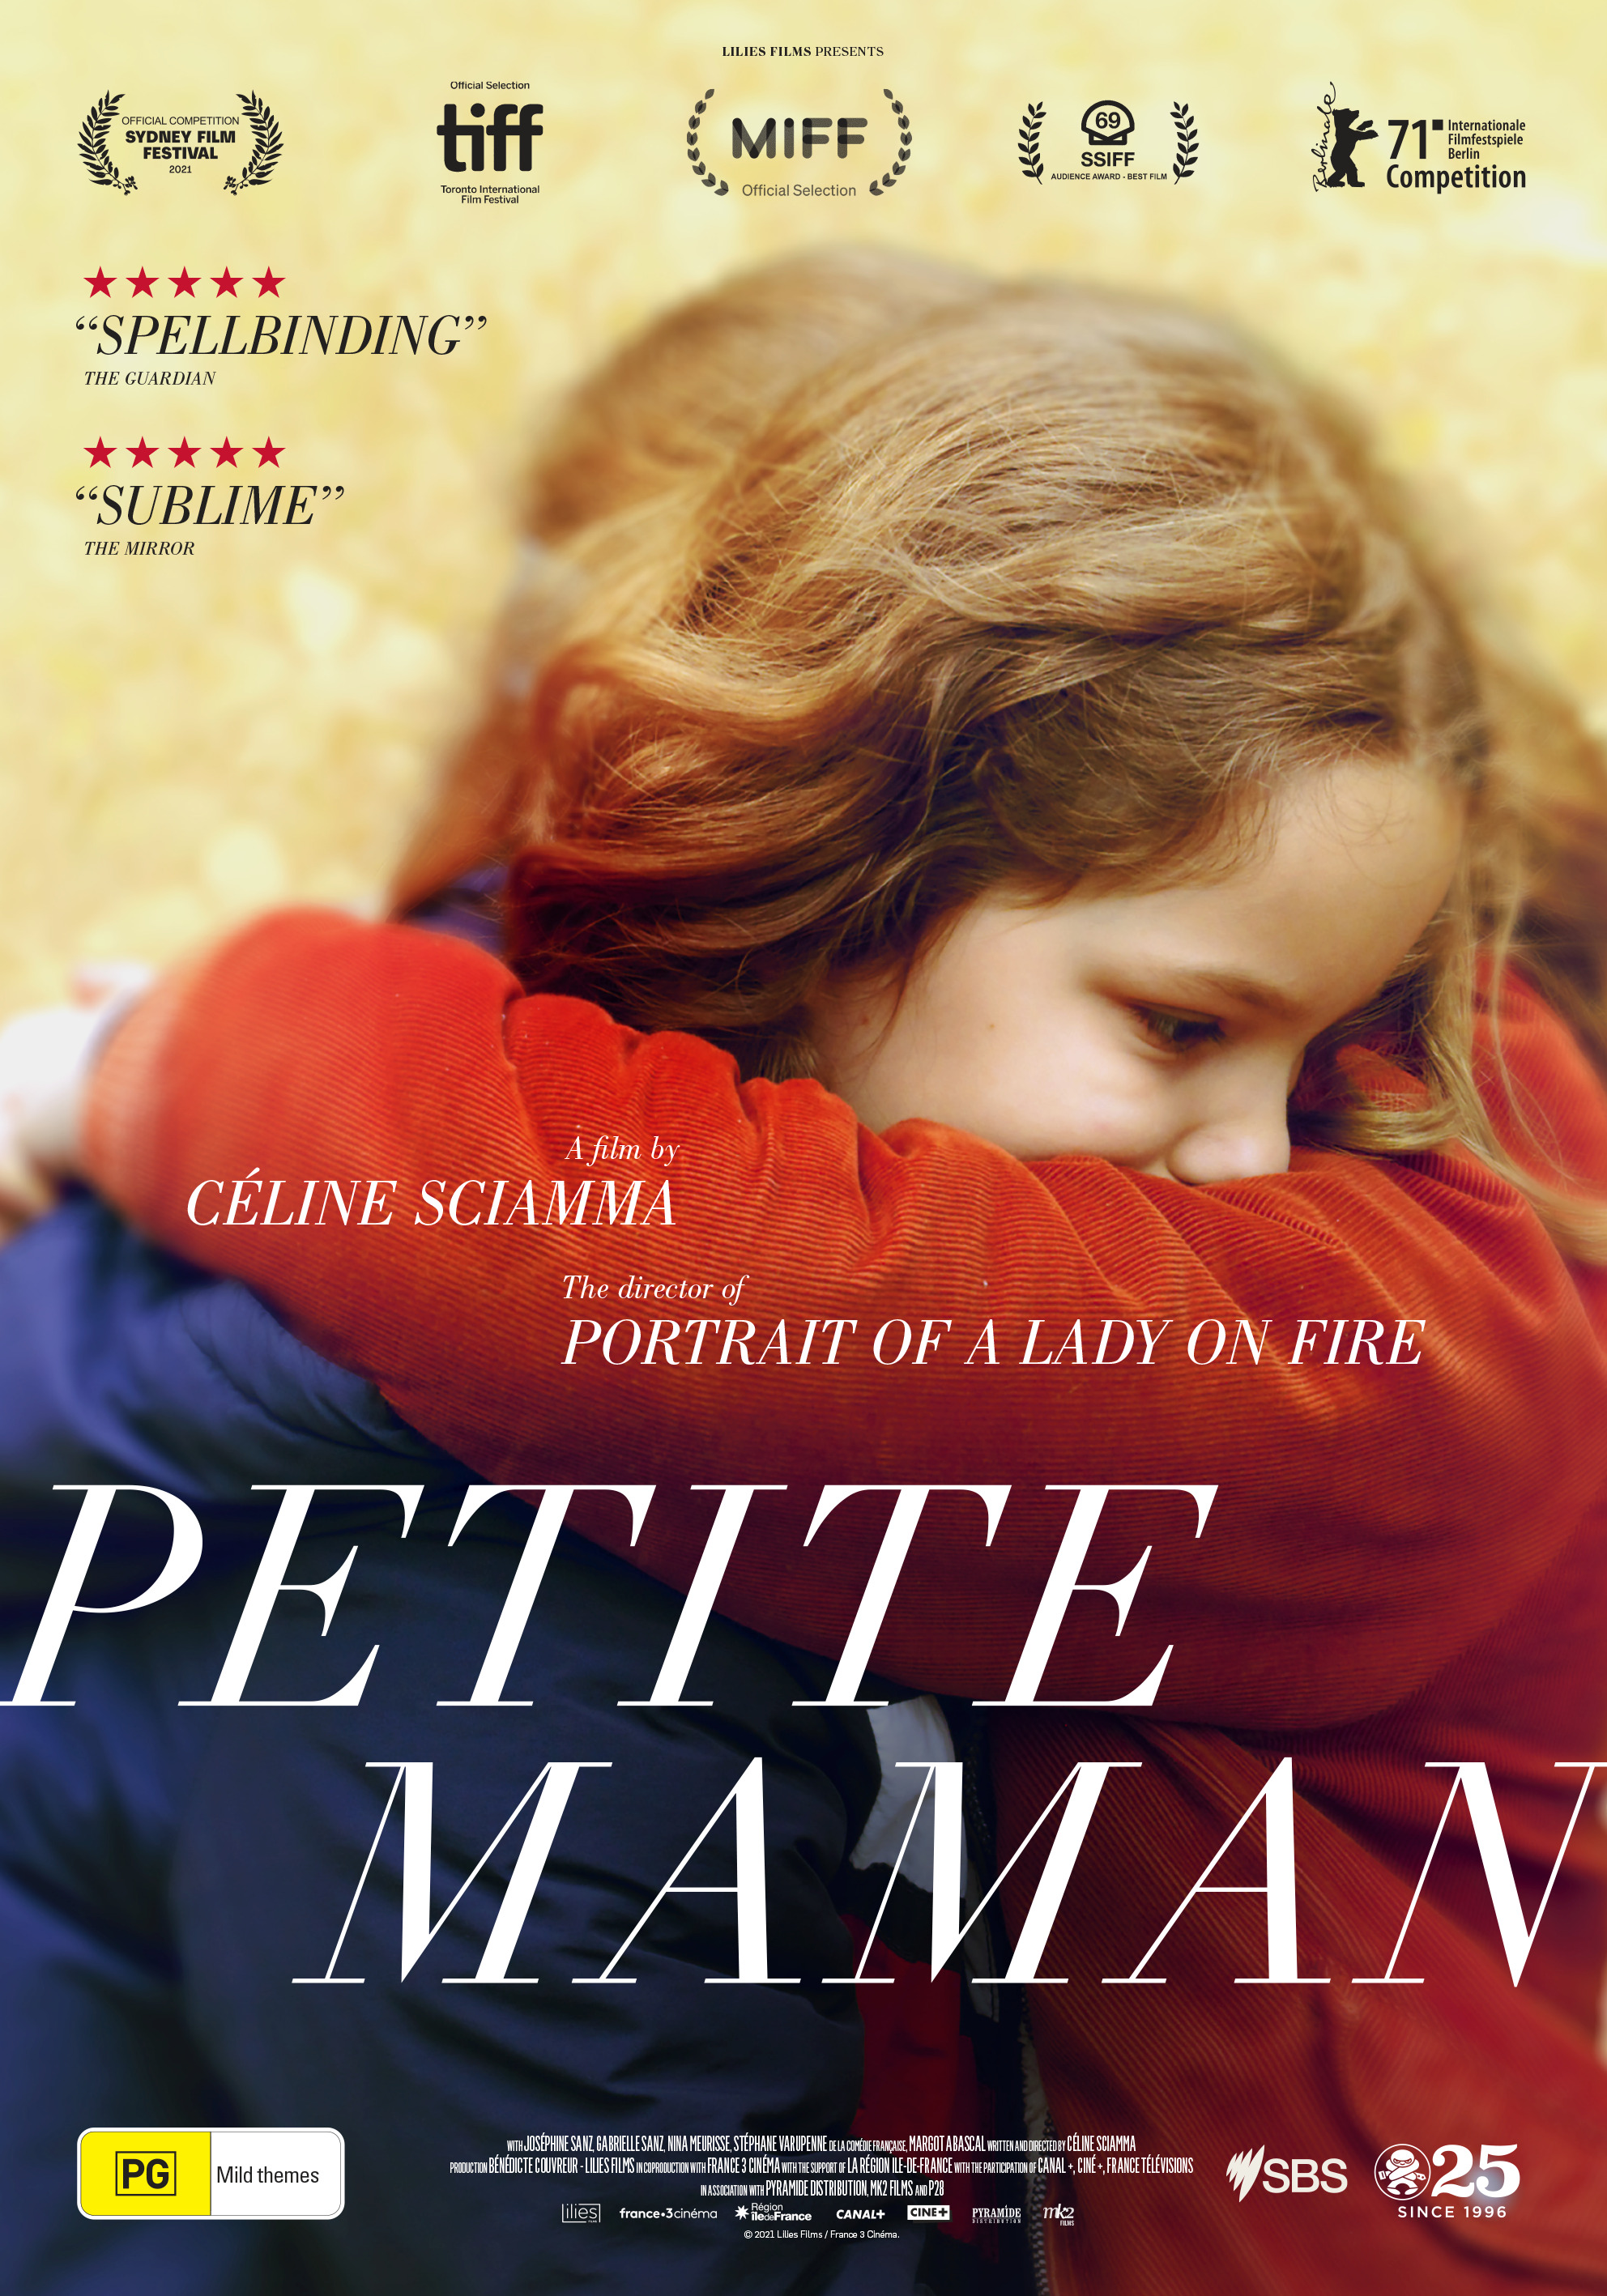 LILIES FILMS PRESENTS
OFFICIAL COMPETITION
SYDNEY FILM
FESTIVAL
2021
Official Selection
tiff
Toronto International
Film Festival
MIFF
Official Selection
69
SSIFF
AUDIENCE AWARD - BEST FILM
Berlinale
71
Internationale
Filmfestspiele
Berlin
Competition
★★★★★
“SPELLBINDING”
THE GUARDIAN
★★★★★
“SUBLIME”
THE MIRROR
A film by
CÉLINE SCIAMMA
The director of
PORTRAIT OF A LADY ON FIRE
PETITE
MAMAN
PG Mild themes
WITH JOSÉPHINE SANZ, GABRIELLE SANZ, NINA MEURISSE, STÉPHANE VARUPENNE DE LA COMÉDIE FRANÇAISE, MARGOT ABASCAL WRITTEN AND DIRECTED BY CÉLINE SCIAMMA
PRODUCTION BÉNÉDICTE COUVREUR - LILIES FILMS IN COPRODUCTION WITH FRANCE 3 CINÉMA WITH THE SUPPORT OF LA RÉGION ILE-DE-FRANCE WITH THE PARTICIPATION OF CANAL +, CINÉ +, FRANCE TÉLÉVISIONS
IN ASSOCIATION WITH PYRAMIDE DISTRIBUTION, MK2 FILMS AND P28
lilies FILMS
france•3cinéma
Région
îledeFrance
CANAL+
CINE+
PYRAMIDE
DISTRIBUTION
mk2
FILMS
© 2021 Lilies Films / France 3 Cinéma.
SBS
25
SINCE 1996